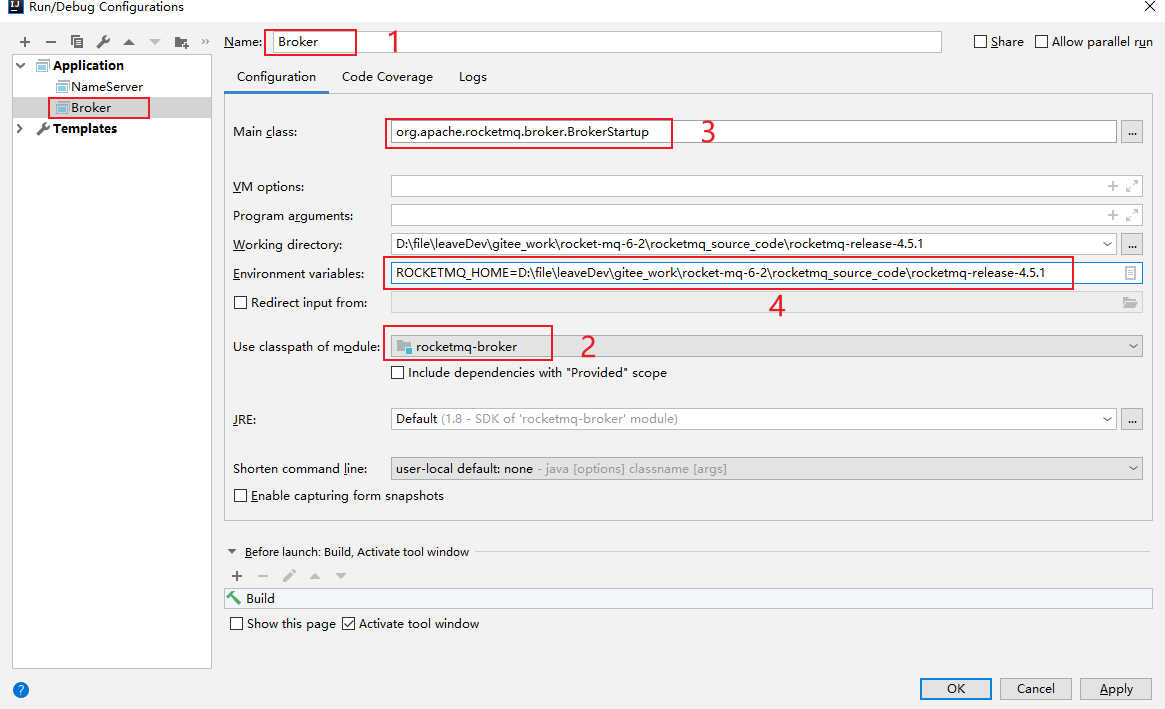 IJ Run/Debug Configurations
Application
NameServer
Broker
Templates
Name: Broker 1 Share Allow parallel run
Configuration Code Coverage Logs
Main class: org.apache.rocketmq.broker.BrokerStartup 3 ...
VM options:
Program arguments:
Working directory: D:\file\leaveDev\gitee_work\rocket-mq-6-2\rocketmq_source_code\rocketmq-release-4.5.1 ...
Environment variables: ROCKETMQ_HOME=D:\file\leaveDev\gitee_work\rocket-mq-6-2\rocketmq_source_code\rocketmq-release-4.5.1
Redirect input from: 4
Use classpath of module: rocketmq-broker 2
Include dependencies with "Provided" scope
JRE: Default (1.8 - SDK of 'rocketmq-broker' module) ...
Shorten command line: user-local default: none - java [options] classname [args]
Enable capturing form snapshots
Before launch: Build, Activate tool window
Build
Show this page Activate tool window
? OK Cancel Apply